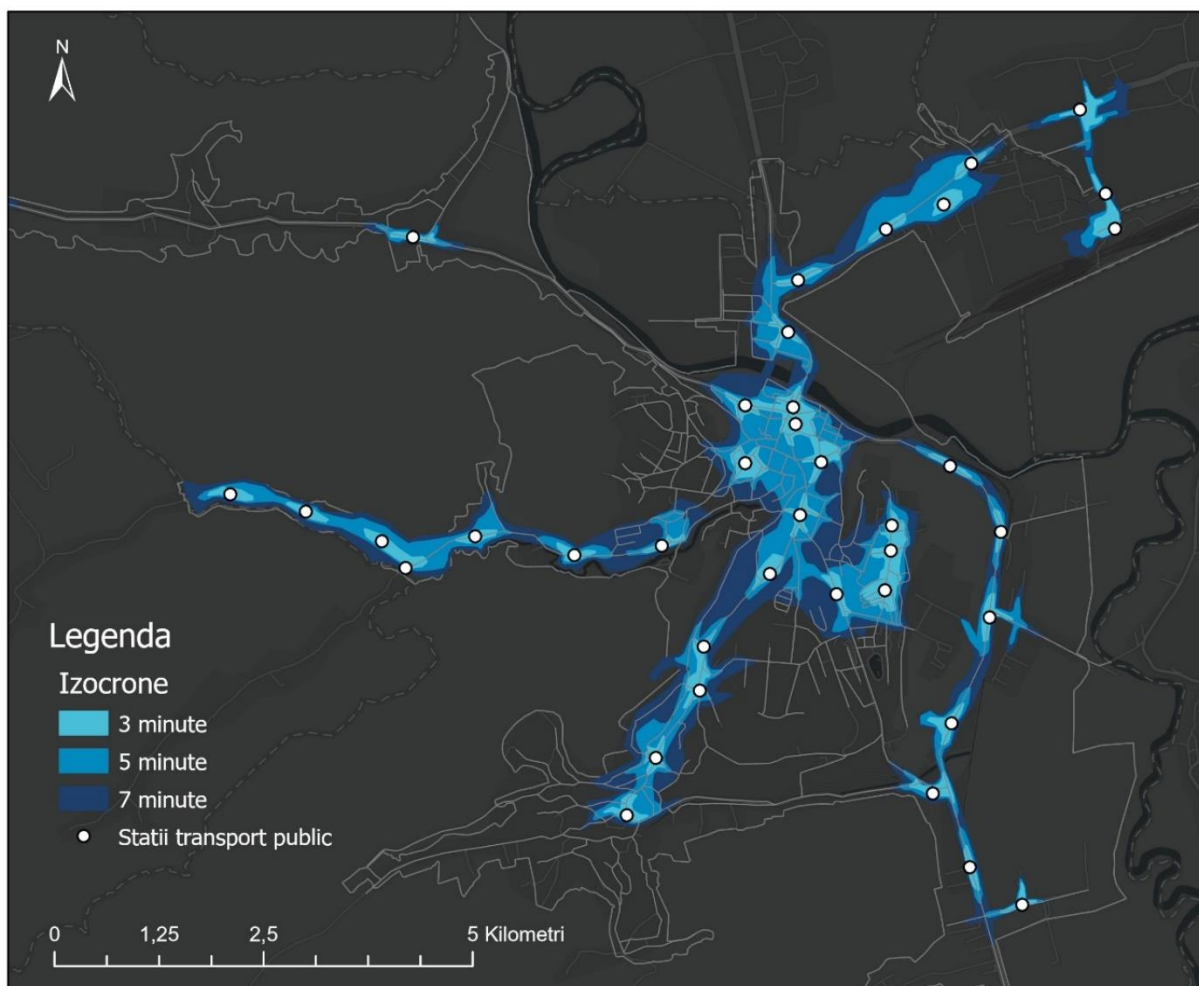 N
Legenda
Izocrone
3 minute
5 minute
7 minute
Statii transport public
0 1,25 2,5 5 Kilometri